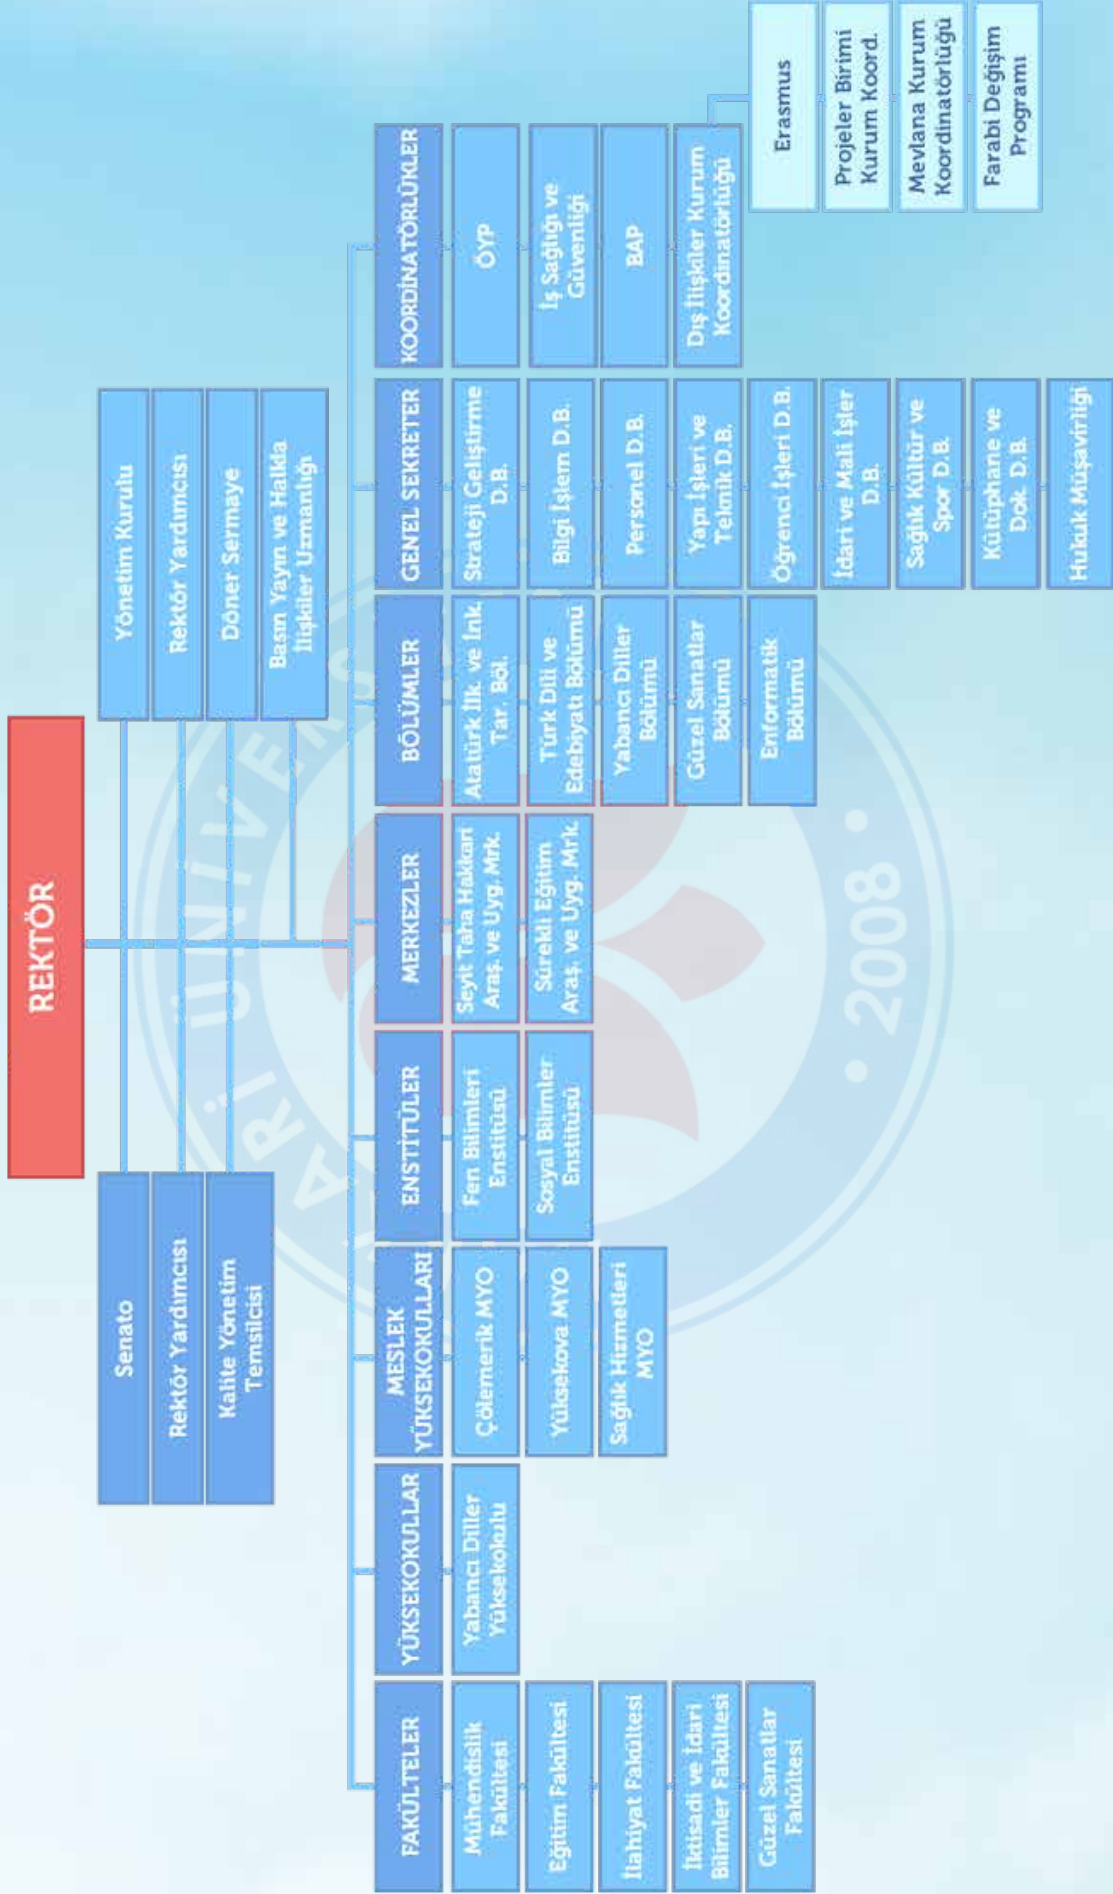 REKTÖR
Senato
Rektör Yardımcısı
Kalite Yönetim
Temsilcisi
Yönetim Kurulu
Rektör Yardımcısı
Döner Sermaye
Basın Yayın ve Halkla
İlişkiler Uzmanlığı
FAKÜLTELER
Mühendislik
Fakültesi
Eğitim Fakültesi
İlahiyat Fakültesi
İktisadi ve İdari
Bilimler Fakültesi
Güzel Sanatlar
Fakültesi
YÜKSEKOKULLAR
Yabancı Diller
Yüksekokulu
MESLEK
YÜKSEKOKULLARI
Çölemerik MYO
Yüksekova MYO
Sağlık Hizmetleri
MYO
ENSTİTÜLER
Fen Bilimleri
Enstitüsü
Sosyal Bilimler
Enstitüsü
MERKEZLER
Seyit Taha Hakkari
Araş. ve Uyg. Mrk.
Sürekli Eğitim
Araş. ve Uyg. Mrk.
BÖLÜMLER
Atatürk İlk. ve İnk.
Tar. Böl.
Türk Dili ve
Edebiyatı Bölümü
Yabancı Diller
Bölümü
Güzel Sanatlar
Bölümü
Enformatik
Bölümü
GENEL SEKRETER
Strateji Geliştirme
D.B.
Bilgi İşlem D.B.
Personel D.B.
Yapı İşleri ve
Teknik D.B.
Öğrenci İşleri D.B.
İdari ve Mali İşler
D.B.
Sağlık Kültür ve
Spor D.B.
Kütüphane ve
Dok. D.B.
Hukuk Müşavirliği
KOORDİNATÖRLÜKLER
ÖYP
İş Sağlığı ve
Güvenliği
BAP
Dış İlişkiler Kurum
Koordinatörlüğü
Erasmus
Projeler Birimi
Kurum Koord.
Mevlana Kurum
Koordinatörlüğü
Farabi Değişim
Programı
• 2008 •